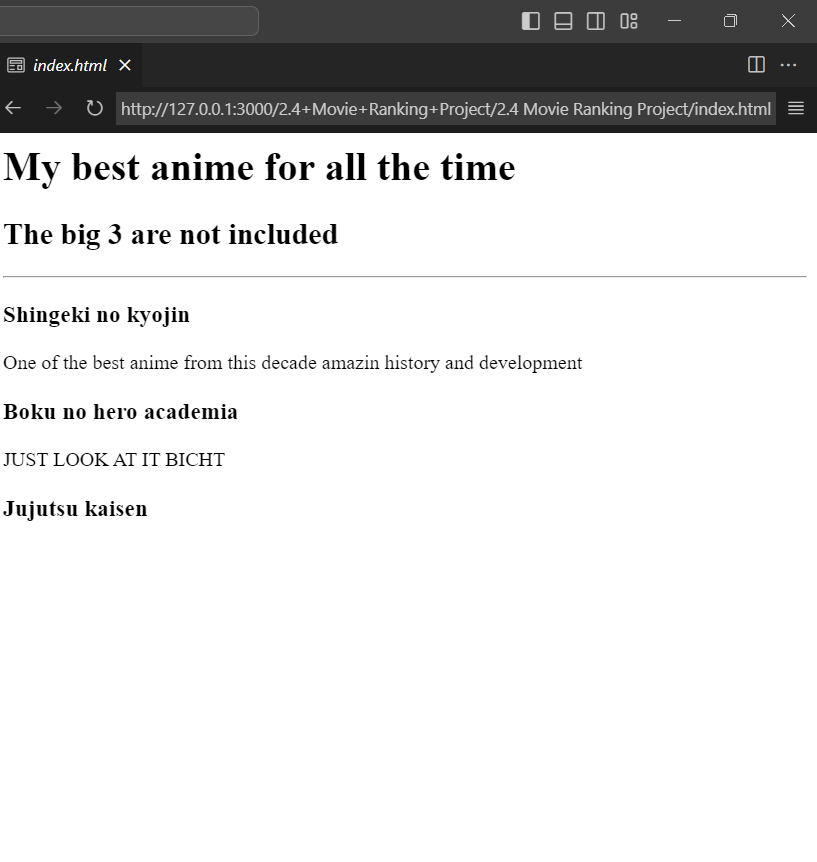 index.html
http://127.0.0.1:3000/2.4+Movie+Ranking+Project/2.4 Movie Ranking Project/index.html
My best anime for all the time
The big 3 are not included
Shingeki no kyojin
One of the best anime from this decade amazin history and development
Boku no hero academia
JUST LOOK AT IT BICHT
Jujutsu kaisen